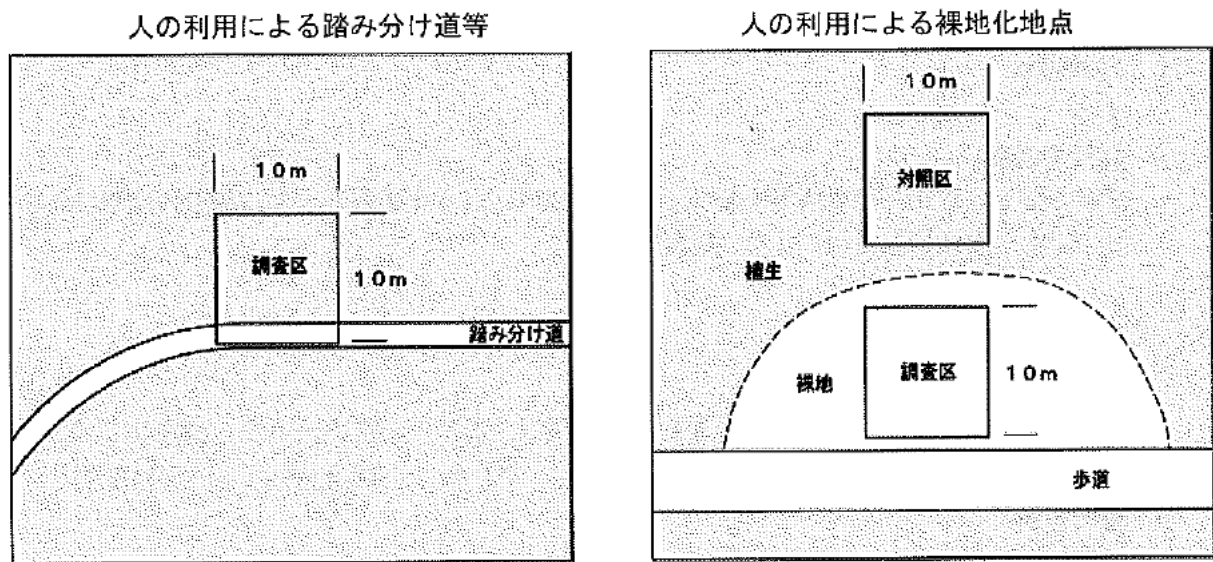 人の利用による踏み分け道等
10m
調査区
10m
踏み分け道
人の利用による裸地化地点
10m
対照区
植生
裸地
調査区
10m
歩道